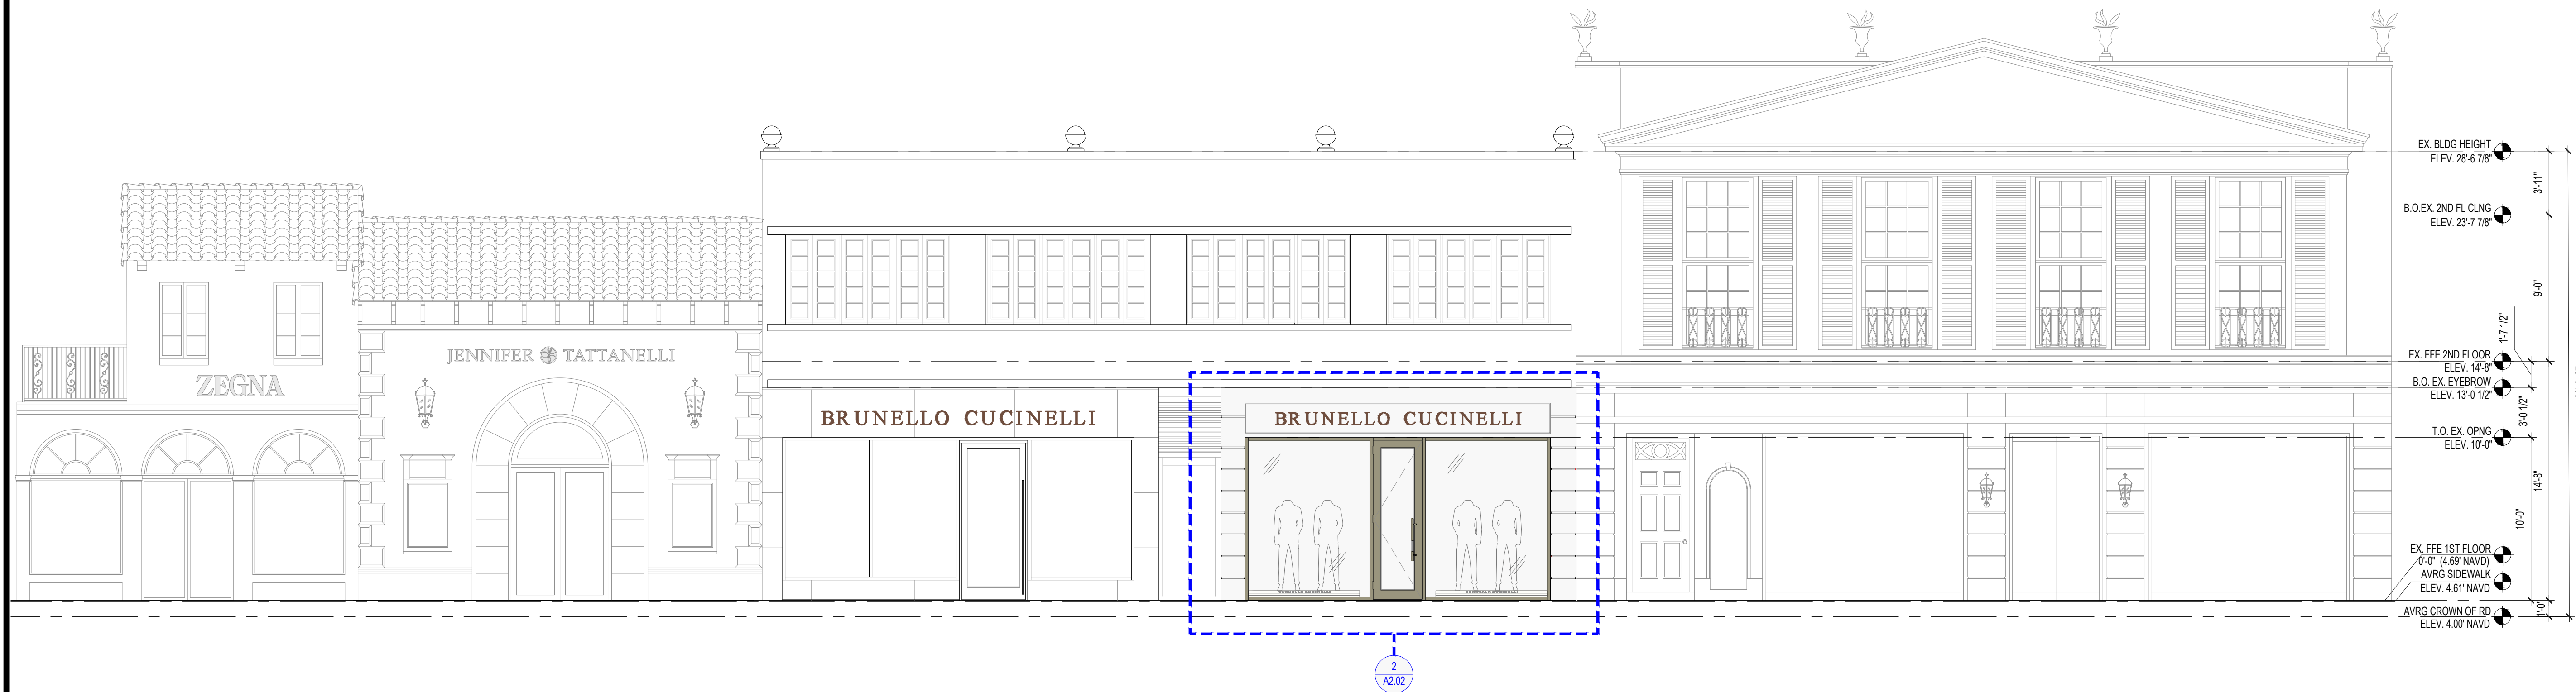 EX. BLDG HEIGHT
ELEV. 28'-6 7/8"
3'-11"
B.O.EX. 2ND FL CLNG
ELEV. 23'-7 7/8"
9'-0"
1'-7 1/2"
JENNIFER TATTANELLI
ZEGNA
EX. FFE 2ND FLOOR
ELEV. 14'-8"
B.O. EX. EYEBROW
ELEV. 13'-0 1/2"
3'-0 1/2"
BRUNELLO CUCINELLI
BRUNELLO CUCINELLI
T.O. EX. OPNG
ELEV. 10'-0"
14'-8"
10'-0"
EX. FFE 1ST FLOOR
0'-0" (4.69' NAVD)
AVRG SIDEWALK
ELEV. 4.61' NAVD
BRUNELLO CUCINELLI
BRUNELLO CUCINELLI
AVRG CROWN OF RD
ELEV. 4.00' NAVD
1'-0"
2
A2.02